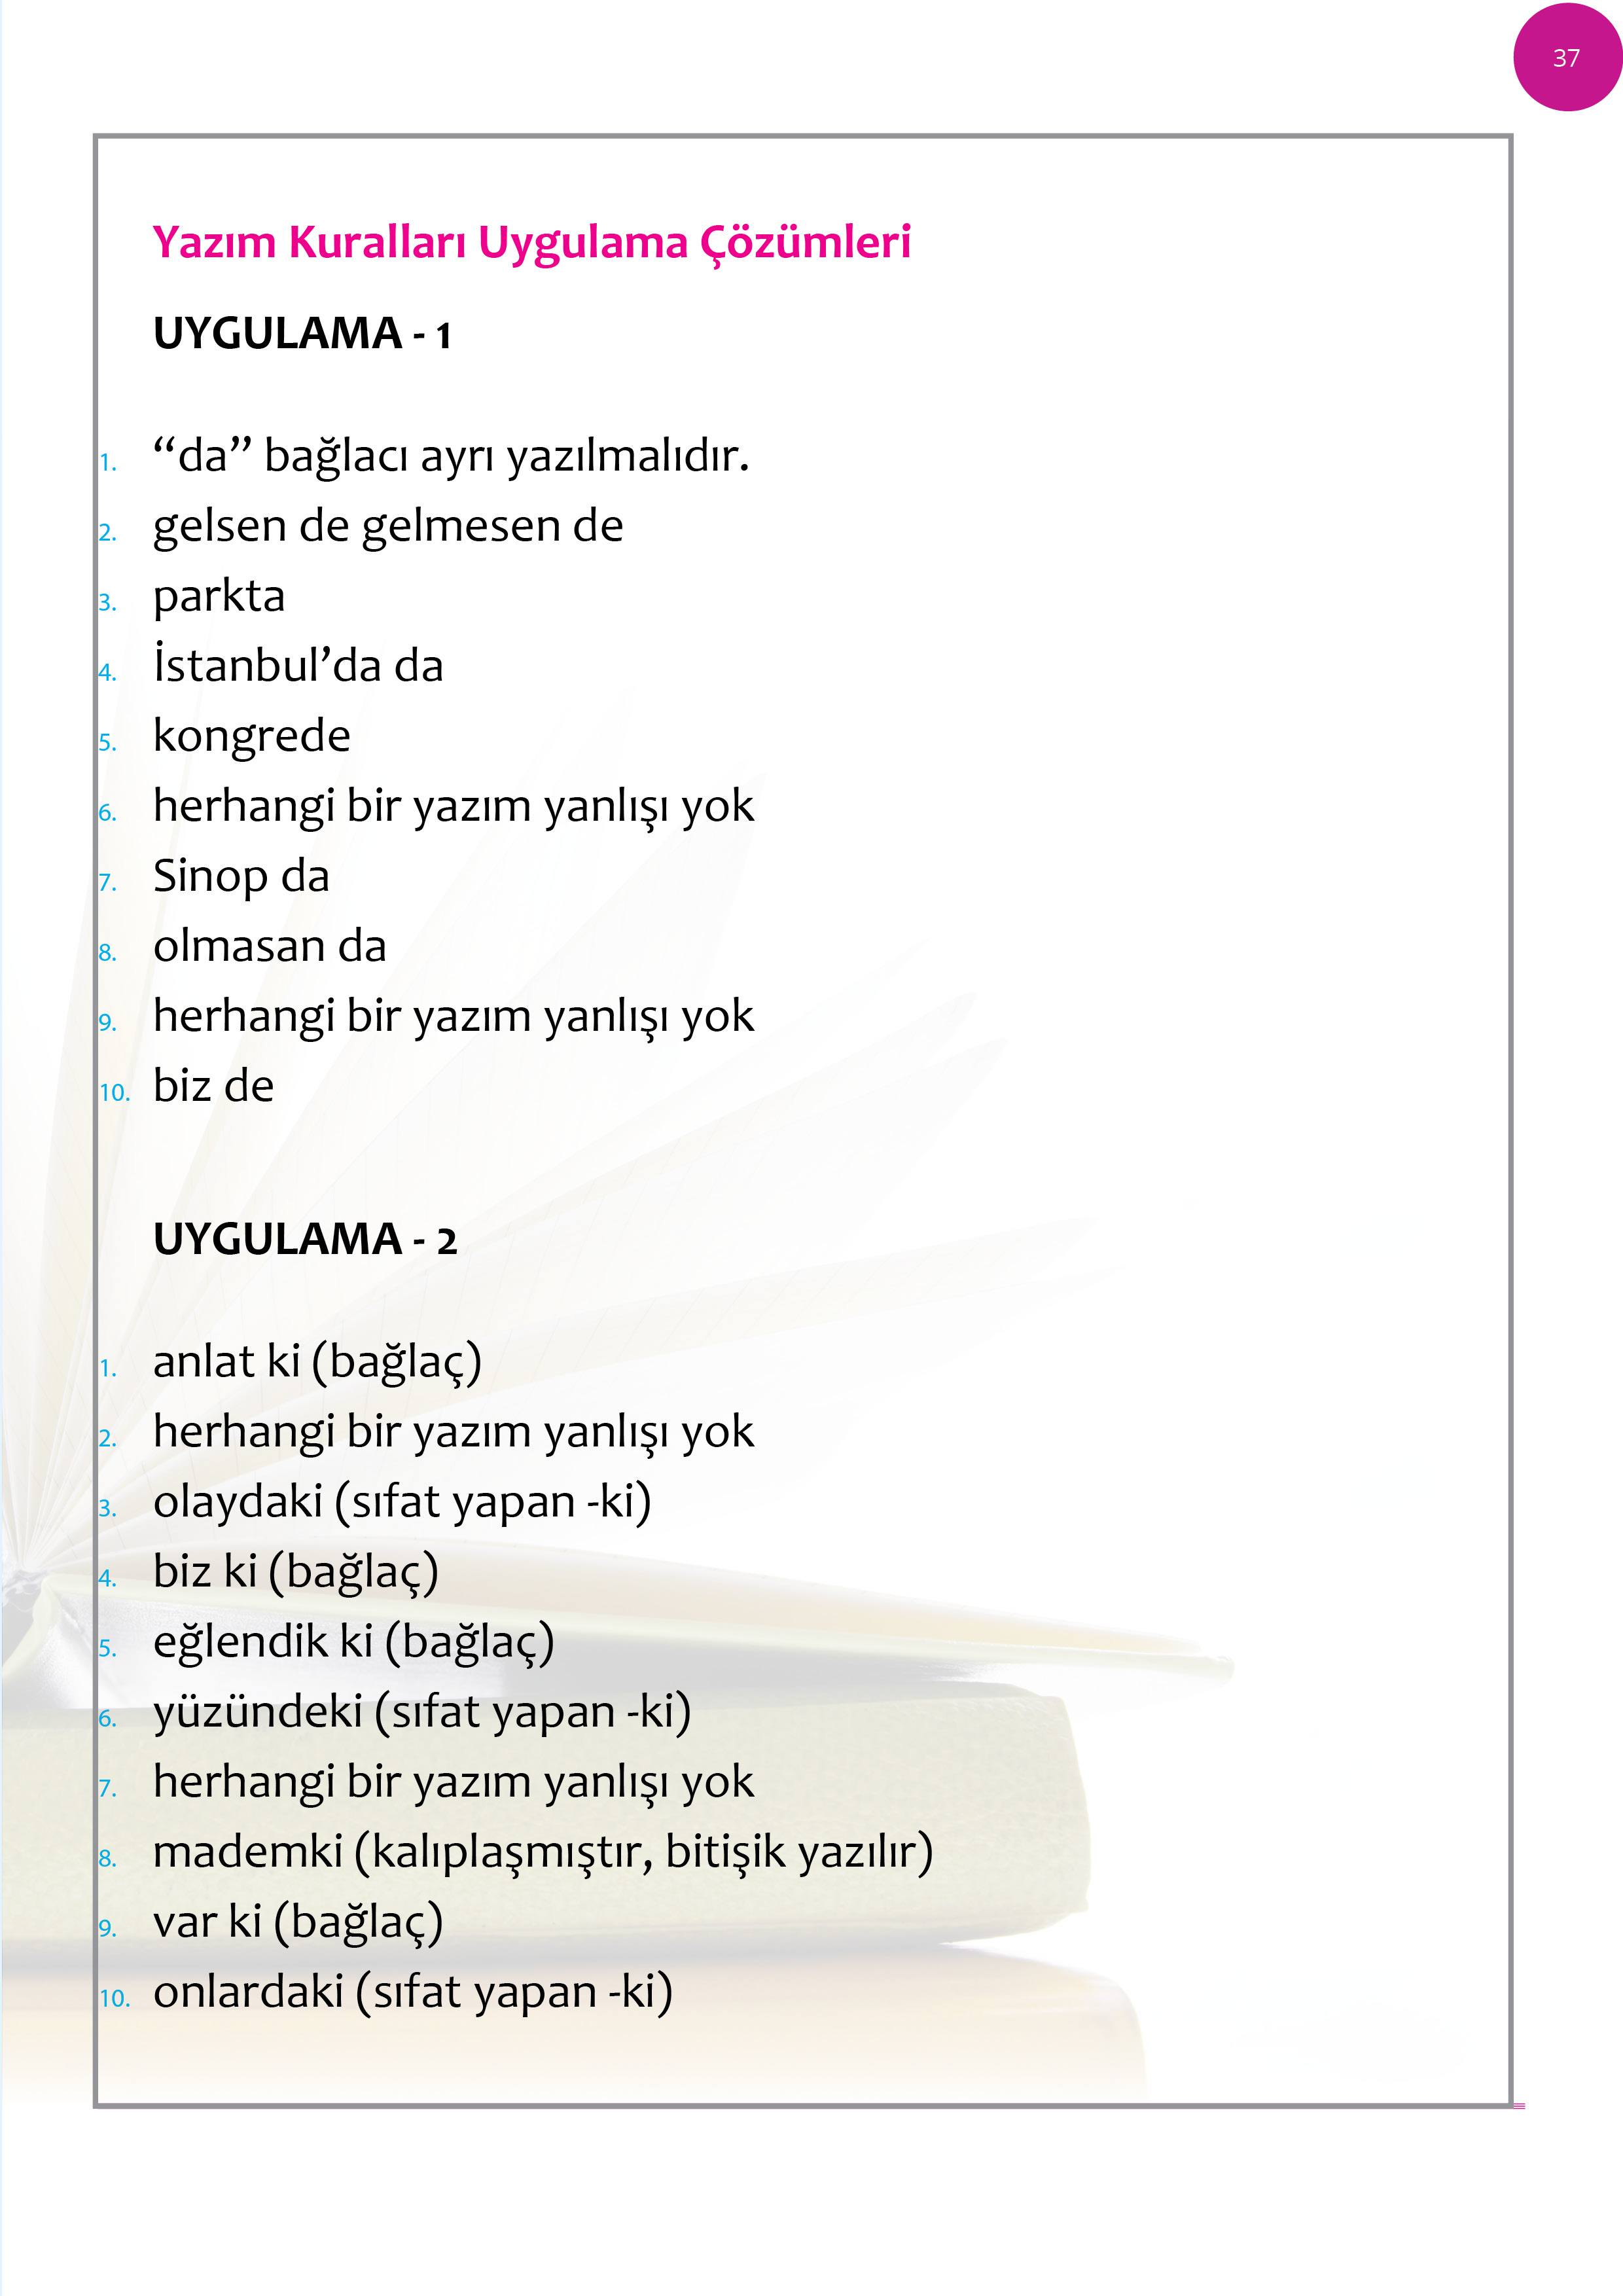 37
Yazım Kuralları Uygulama Çözümleri
UYGULAMA - 1
1. “da” bağlacı ayrı yazılmalıdır.
2. gelsen de gelmesen de
3. parkta
4. İstanbul’da da
5. kongrede
6. herhangi bir yazım yanlışı yok
7. Sinop da
8. olmasan da
9. herhangi bir yazım yanlışı yok
10. biz de
UYGULAMA - 2
1. anlat ki (bağlaç)
2. herhangi bir yazım yanlışı yok
3. olaydaki (sıfat yapan -ki)
4. biz ki (bağlaç)
5. eğlendik ki (bağlaç)
6. yüzündeki (sıfat yapan -ki)
7. herhangi bir yazım yanlışı yok
8. mademki (kalıplaşmıştır, bitişik yazılır)
9. var ki (bağlaç)
10. onlardaki (sıfat yapan -ki)